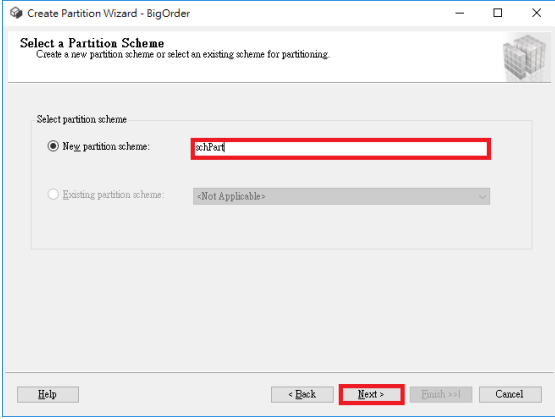 Create Partition Wizard - BigOrder
Select a Partition Scheme
Create a new partition scheme or select an existing scheme for partitioning.
Select partition scheme
New partition scheme:
schPart
Existing partition scheme:
<Not Applicable>
Help
< Back
Next >
Finish >>|
Cancel